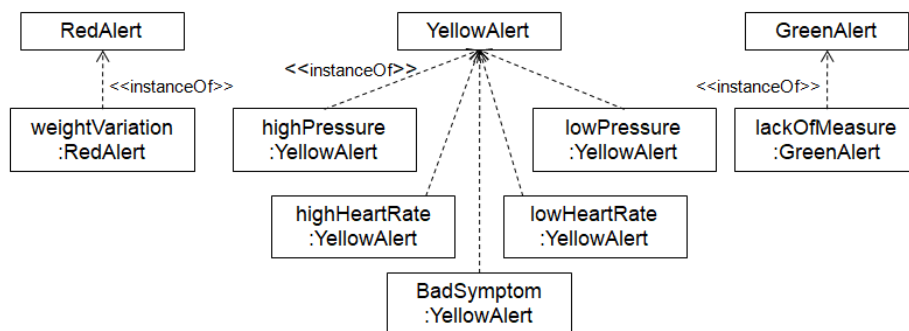 RedAlert
YellowAlert
GreenAlert
<<instanceOf>>
<<instanceOf>>
<<instanceOf>>
weightVariation
:RedAlert
highPressure
:YellowAlert
lowPressure
:YellowAlert
lackOfMeasure
:GreenAlert
highHeartRate
:YellowAlert
lowHeartRate
:YellowAlert
BadSymptom
:YellowAlert